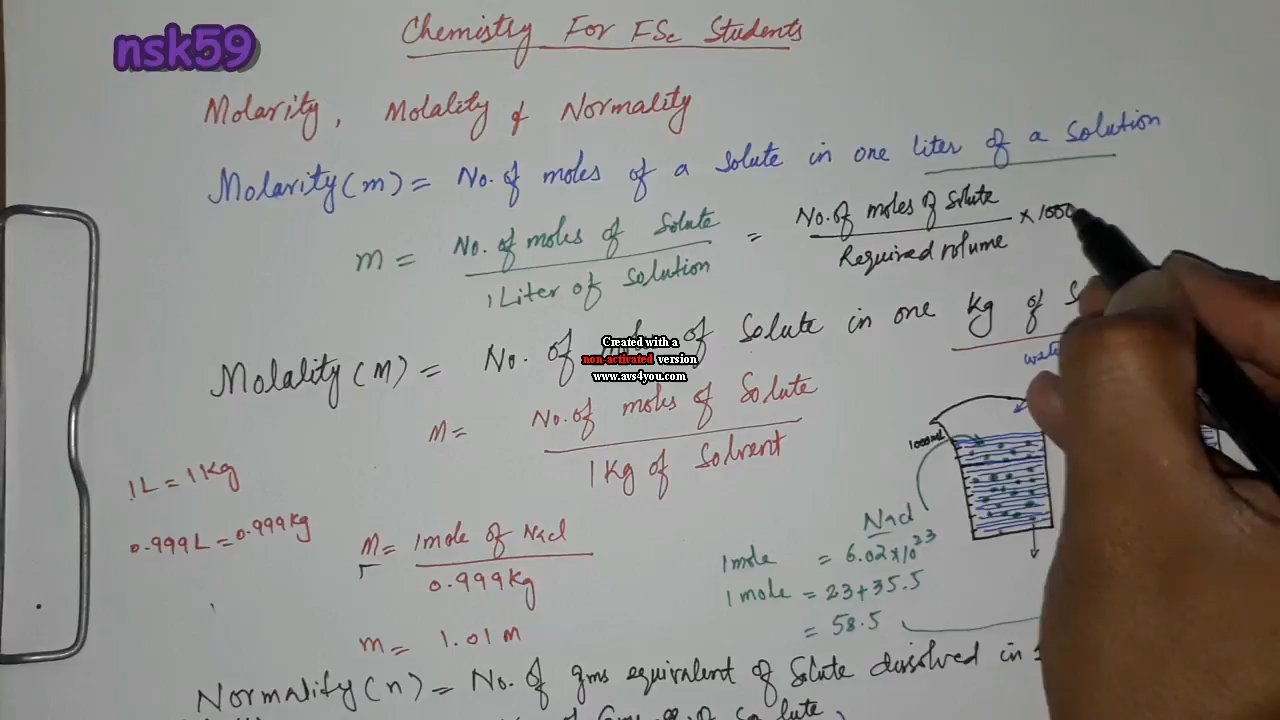 Chemistry For FSc Students
nsk59
Molarity, Molality & Normality
Molarity (m) = No. of moles of a solute in one liter of a solution
m = No. of moles of Solute / 1 Liter of Solution = No. of moles of Solute / Required volume × 1000
Molality (M) = No. of mole of Solute in one kg of S
Created with a
non-activated version
www.avs4you.com
M = No. of moles of Solute / 1 Kg of Solvent
1000mL
1L = 1Kg
0.999L = 0.999kg
M = 1mole of Nacl / 0.999kg
m = 1.01 M
Nacl
1 mole = 6.02×10^23
1 mole = 23+35.5
= 58.5
Normality (n) = No. of gms equivalent of Solute dissolved in